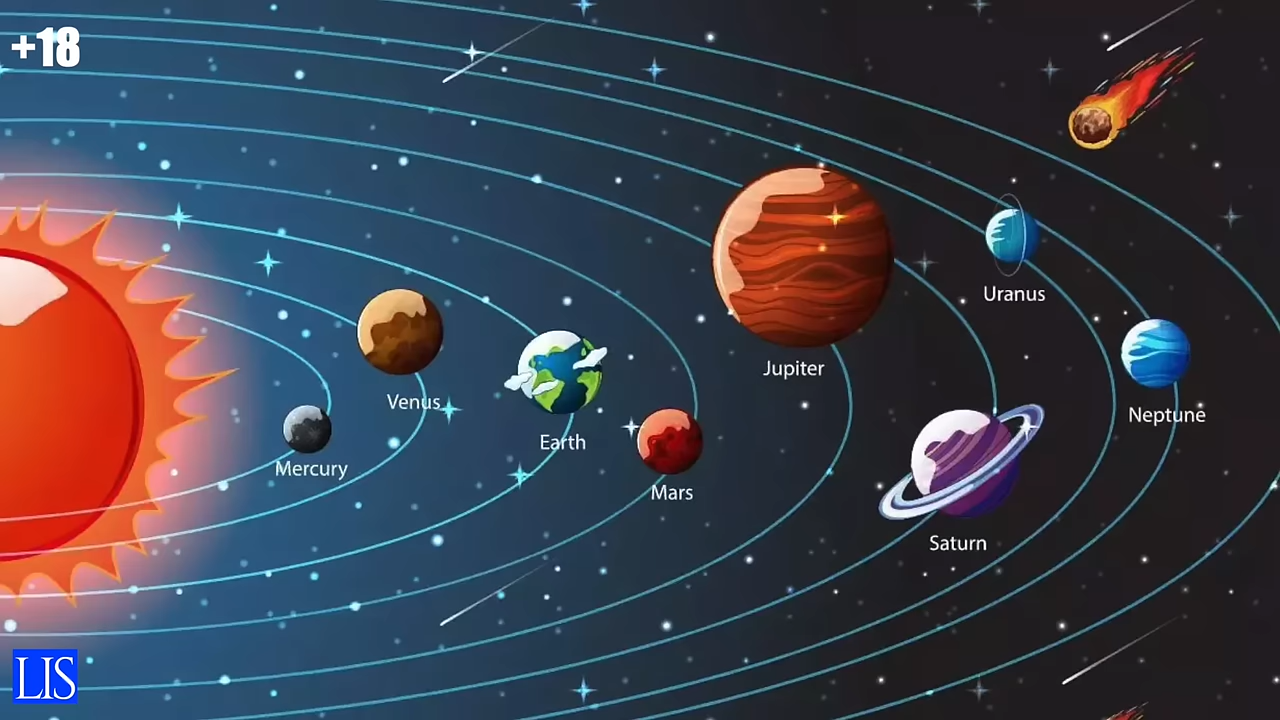 +18
Uranus
Jupiter
Venus
Neptune
Earth
Mercury
Mars
Saturn
LIS